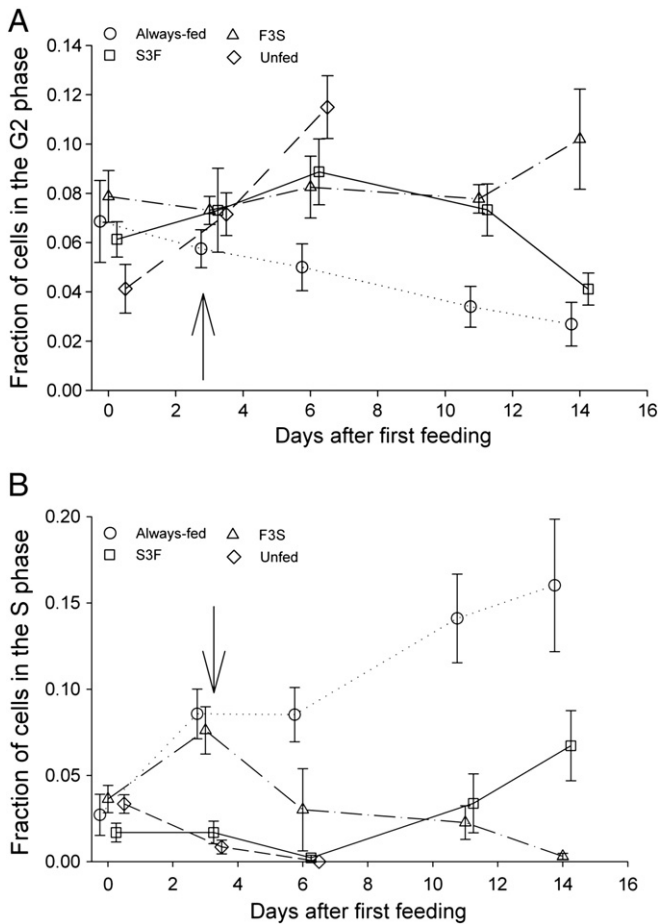 A
Always-fed F3S
S3F Unfed
Fraction of cells in the G2 phase
0.14
0.12
0.10
0.08
0.06
0.04
0.02
0.00
0 2 4 6 8 10 12 14 16
Days after first feeding
B
Always-fed F3S
S3F Unfed
Fraction of cells in the S phase
0.20
0.15
0.10
0.05
0.00
0 2 4 6 8 10 12 14 16
Days after first feeding